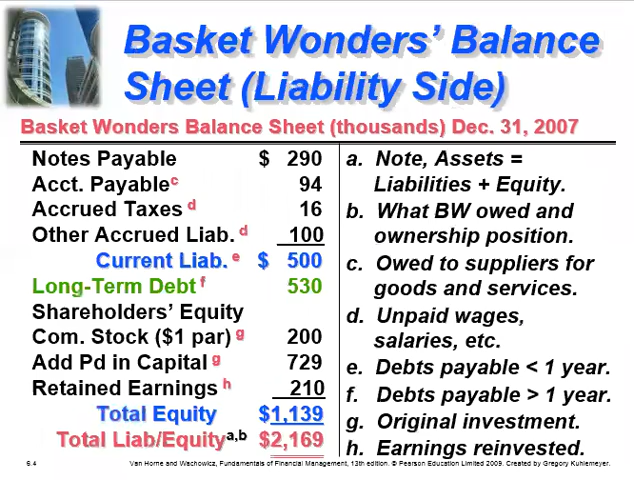 Basket Wonders’ Balance
Sheet (Liability Side)
Basket Wonders Balance Sheet (thousands) Dec. 31, 2007
Notes Payable $ 290
Acct. Payable c 94
Accrued Taxes d 16
Other Accrued Liab. d 100
Current Liab. e $ 500
Long-Term Debt f 530
Shareholders’ Equity
Com. Stock ($1 par) g 200
Add Pd in Capital g 729
Retained Earnings h 210
Total Equity $1,139
Total Liab/Equity a,b $2,169
a. Note, Assets =
Liabilities + Equity.
b. What BW owed and
ownership position.
c. Owed to suppliers for
goods and services.
d. Unpaid wages,
salaries, etc.
e. Debts payable < 1 year.
f. Debts payable > 1 year.
g. Original investment.
h. Earnings reinvested.
6.4 Van Horne and Wachowicz, Fundamentals of Financial Management, 13th edition. © Pearson Education Limited 2009. Created by Gregory Kuhlemeyer.